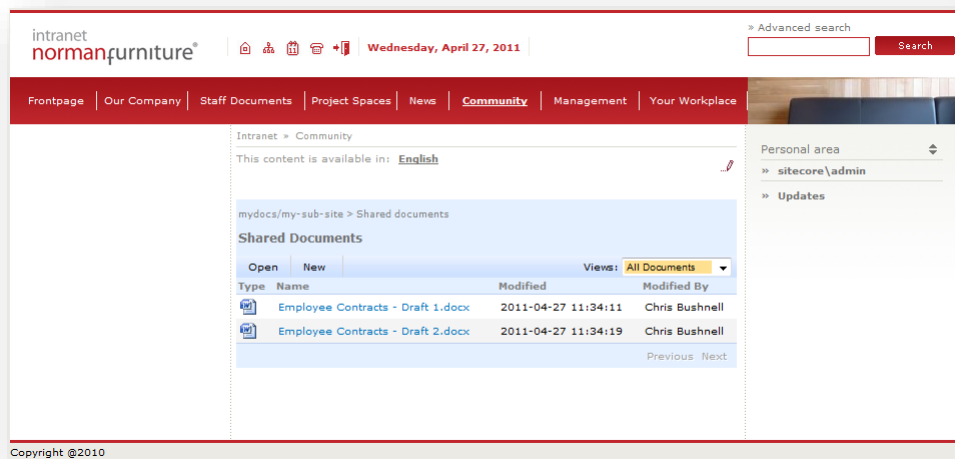 » Advanced search
intranet
normanfurniture®
Wednesday, April 27, 2011
Search
Frontpage Our Company Staff Documents Project Spaces News Community Management Your Workplace
Intranet » Community
This content is available in: English
Personal area
» sitecore\admin
» Updates
mydocs/my-sub-site > Shared documents
Shared Documents
Open New Views: All Documents
Type Name Modified Modified By
Employee Contracts - Draft 1.docx 2011-04-27 11:34:11 Chris Bushnell
Employee Contracts - Draft 2.docx 2011-04-27 11:34:19 Chris Bushnell
Previous Next
Copyright @2010